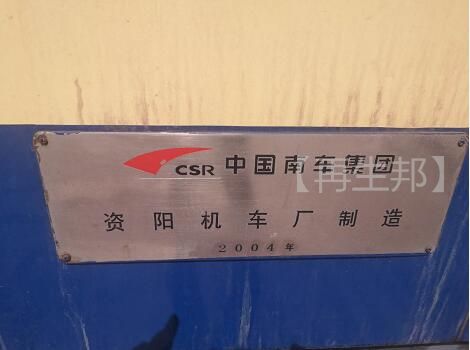 CSR 中国南车集团
【再生邦】
资阳机车厂制造
2004年